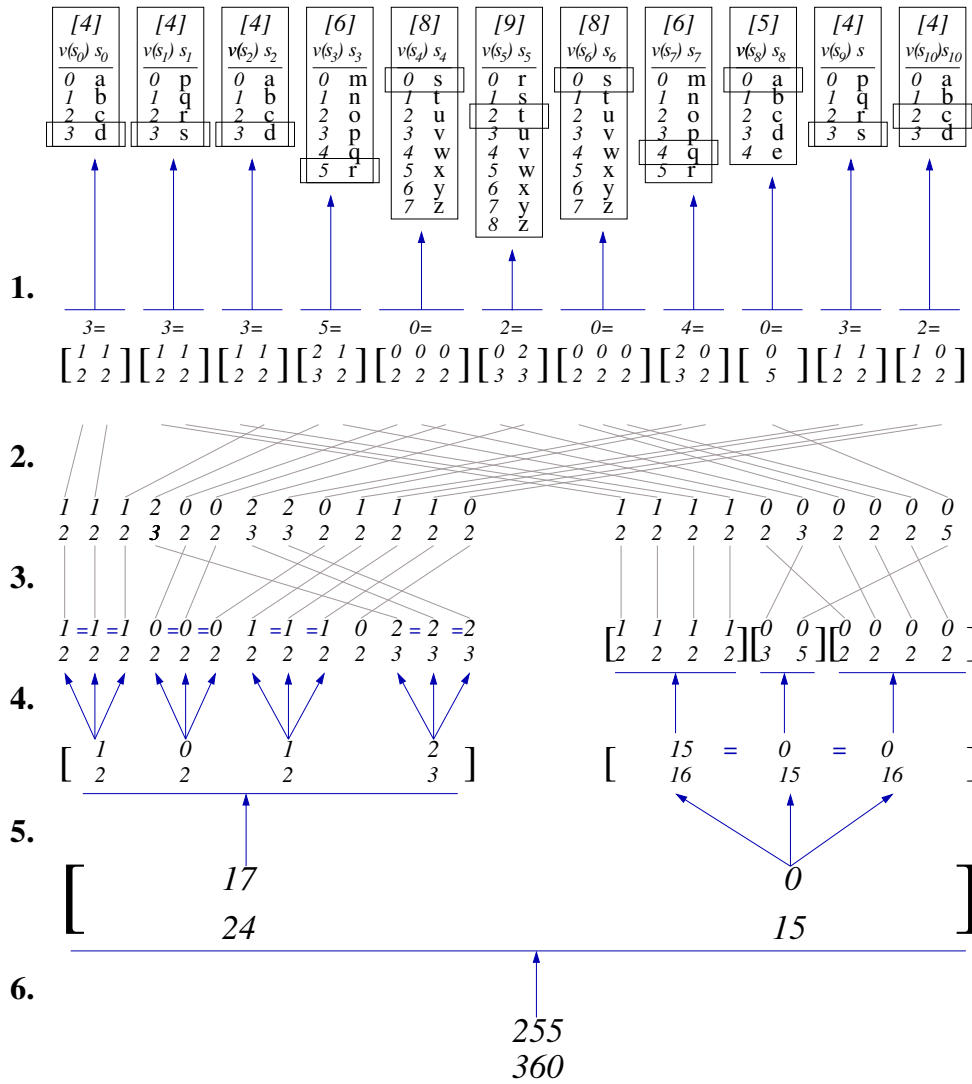 [4] [4] [4] [6] [8] [9] [8] [6] [5] [4] [4]
v(s0) s0 v(s1) s1 v(s2) s2 v(s3) s3 v(s4) s4 v(s5) s5 v(s6) s6 v(s7) s7 v(s8) s8 v(s9) s v(s10) s10
0 a 0 p 0 a 0 m 0 s 0 r 0 s 0 m 0 a 0 p 0 a
1 b 1 q 1 b 1 n 1 t 1 s 1 t 1 n 1 b 1 q 1 b
2 c 2 r 2 c 2 o 2 u 2 t 2 u 2 o 2 c 2 r 2 c
3 d 3 s 3 d 3 p 3 v 3 u 3 v 3 p 3 d 3 s 3 d
4 q 4 w 4 v 4 w 4 q 4 e
5 r 5 x 5 w 5 x 5 r
6 y 6 x 6 y
7 z 7 y 7 z
8 z
1.
3= 3= 3= 5= 0= 2= 0= 4= 0= 3= 2=
[1 1 [1 1 [1 1 [2 1 [0 0 0 [0 2 [0 0 0 [2 0 [0 [1 1 [1 0
2 2] 2 2] 2 2] 3 2] 2 2 2] 3 3] 2 2 2] 3 2] 5] 2 2] 2 2]
2.
1 1 1 2 0 0 2 2 0 1 1 1 0 1 1 1 1 0 0 0 0 0 0
2 2 2 3 2 2 3 3 2 2 2 2 2 2 2 2 2 2 3 2 2 2 5
3.
1 = 1 = 1 0 = 0 = 0 1 = 1 = 1 0 2 = 2 = 2 [1 1 1 1] [0 0] [0 0 0 0]
2 2 2 2 2 2 2 2 2 2 3 3 3 2 2 2 2 3 5 2 2 2 2
4.
[1 0 1 2] [15 = 0 = 0]
2 2 2 3 16 15 16
5.
[17 0]
24 15
6.
255
360